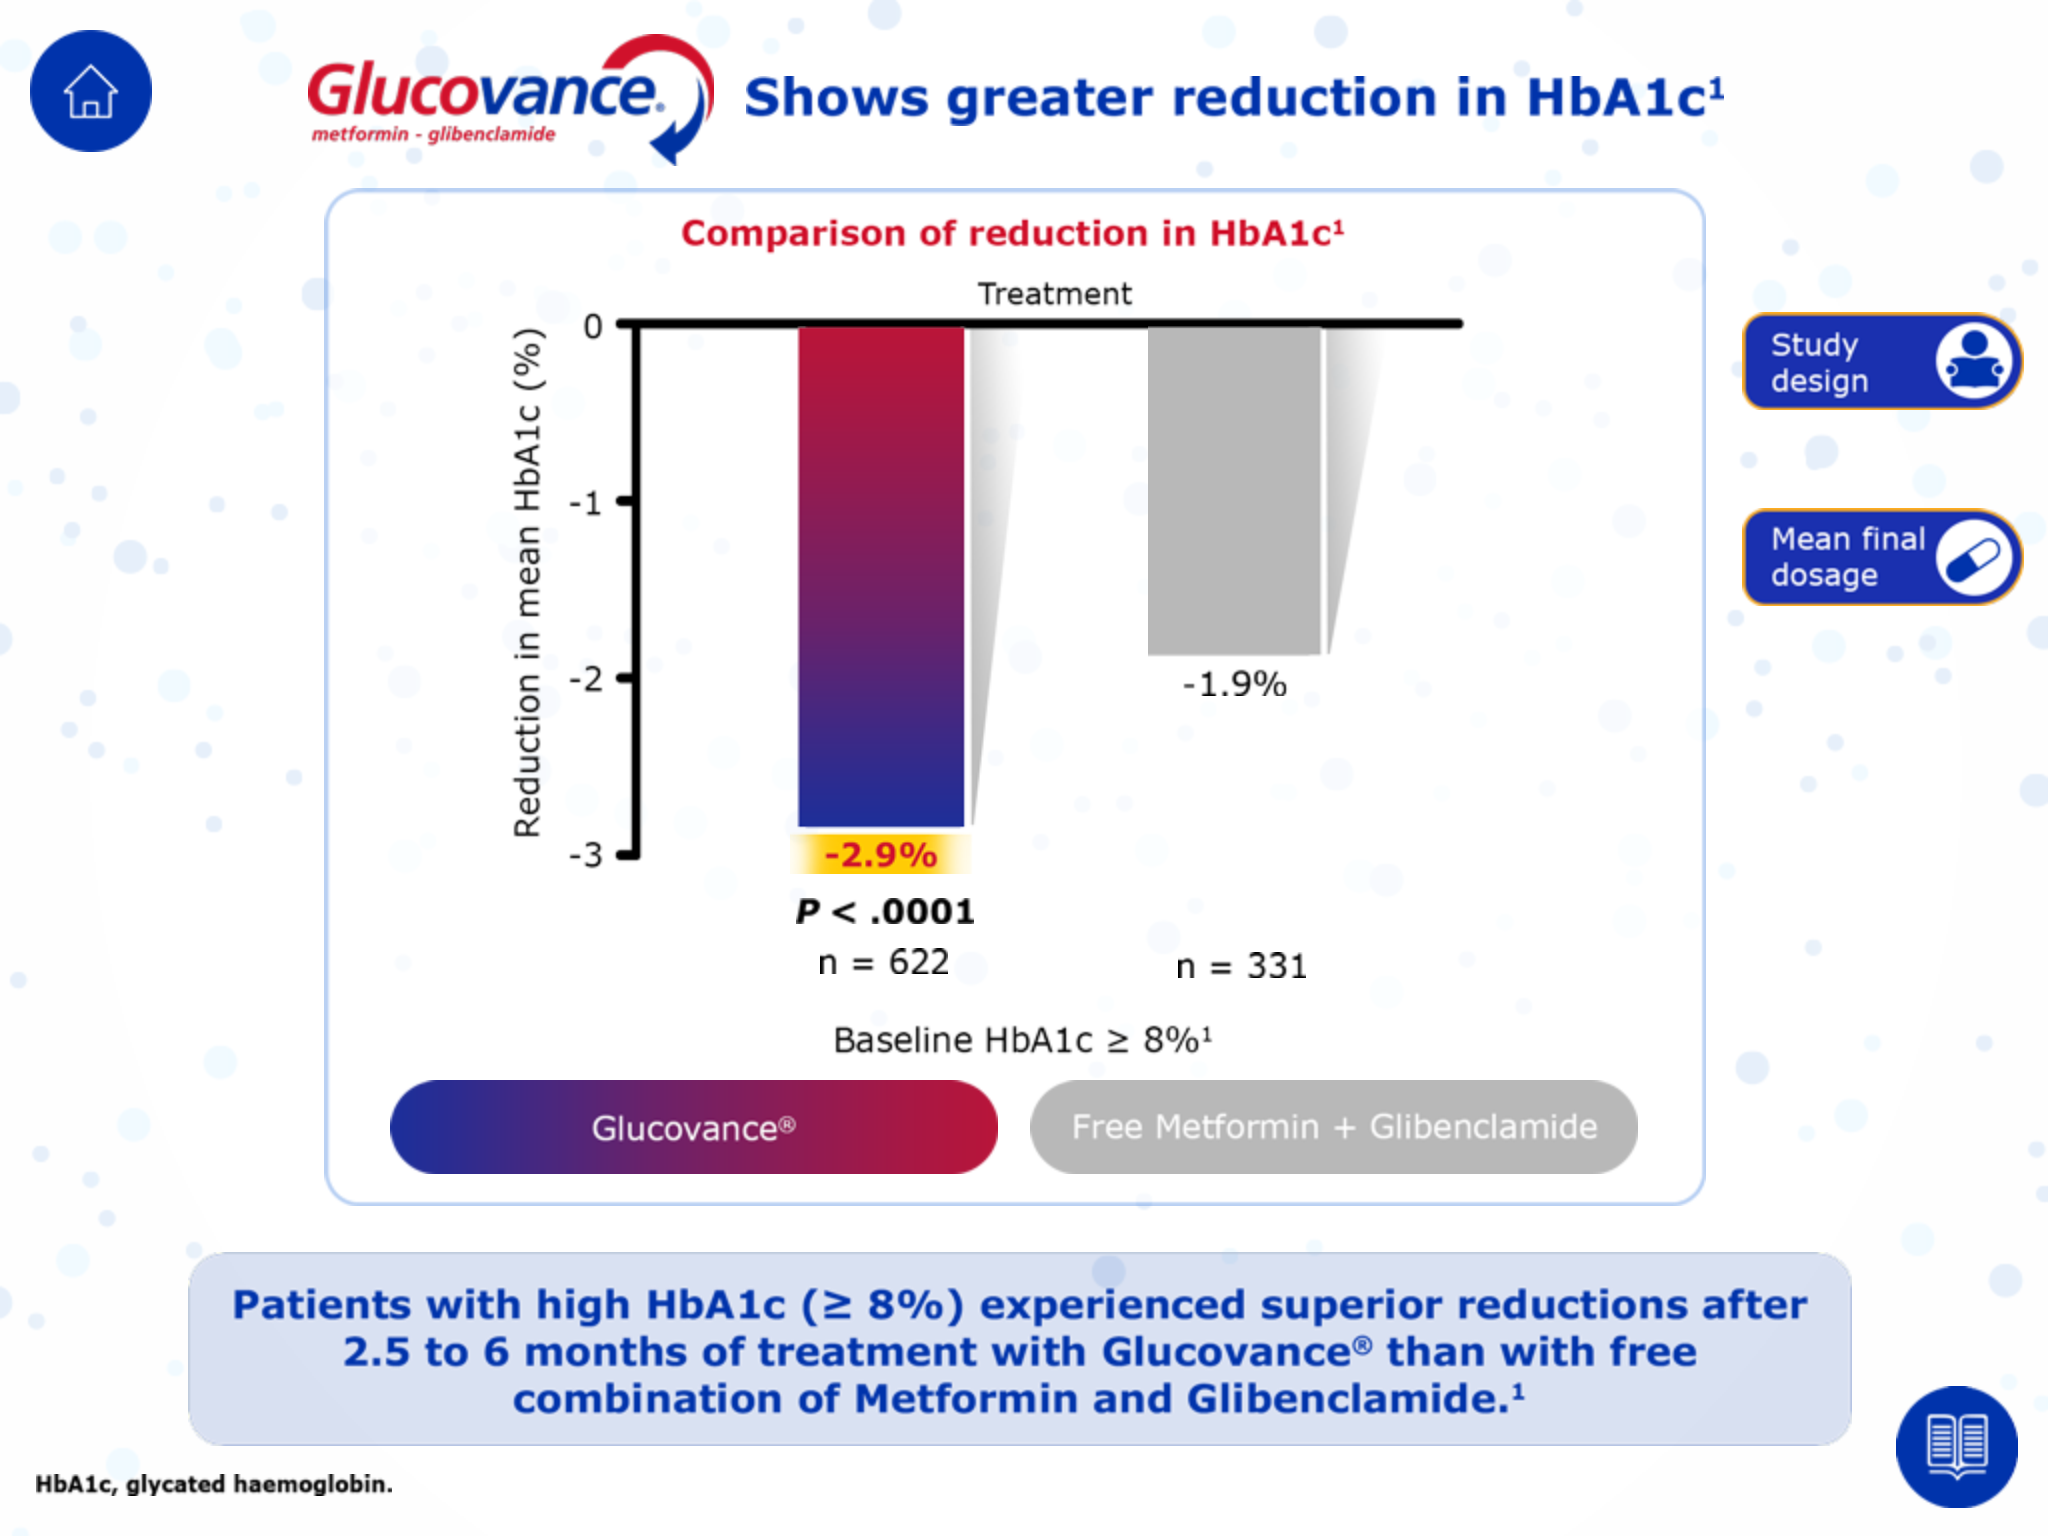 Glucovance®
metformin - glibenclamide
Shows greater reduction in HbA1c¹
Comparison of reduction in HbA1c¹
Treatment
Reduction in mean HbA1c (%)
0
-1
-2
-3
-2.9%
-1.9%
P < .0001
n = 622
n = 331
Baseline HbA1c ≥ 8%¹
Glucovance®
Free Metformin + Glibenclamide
Study
design
Mean final
dosage
Patients with high HbA1c (≥ 8%) experienced superior reductions after
2.5 to 6 months of treatment with Glucovance® than with free
combination of Metformin and Glibenclamide.¹
HbA1c, glycated haemoglobin.